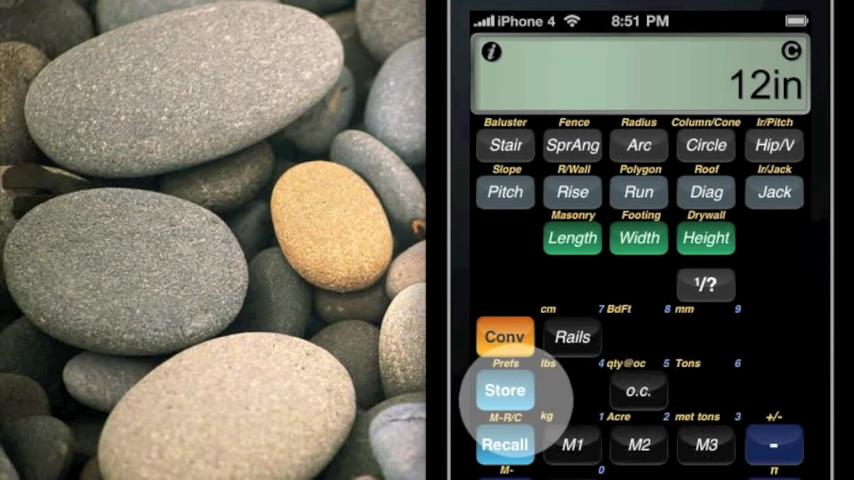 iPhone 4 8:51 PM
i C
12in
Baluster Fence Radius Column/Cone Ir/Pitch
Stair SprAng Arc Circle Hip/V
Slope R/Wall Polygon Roof Ir/Jack
Pitch Rise Run Diag Jack
Masonry Footing Drywall
Length Width Height
1/?
cm 7 BdFt 8 mm 9
Conv Rails
Prefs lbs 4 qty@oc 5 Tons 6
Store o.c.
M-R/C kg 1 Acre 2 met tons 3 +/-
Recall M1 M2 M3 -
M- 0 π